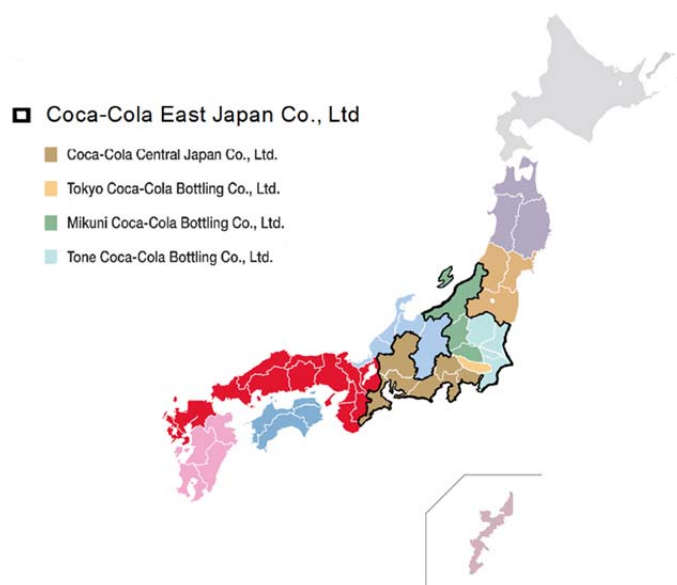 Coca-Cola East Japan Co., Ltd
Coca-Cola Central Japan Co., Ltd.
Tokyo Coca-Cola Bottling Co., Ltd.
Mikuni Coca-Cola Bottling Co., Ltd.
Tone Coca-Cola Bottling Co., Ltd.